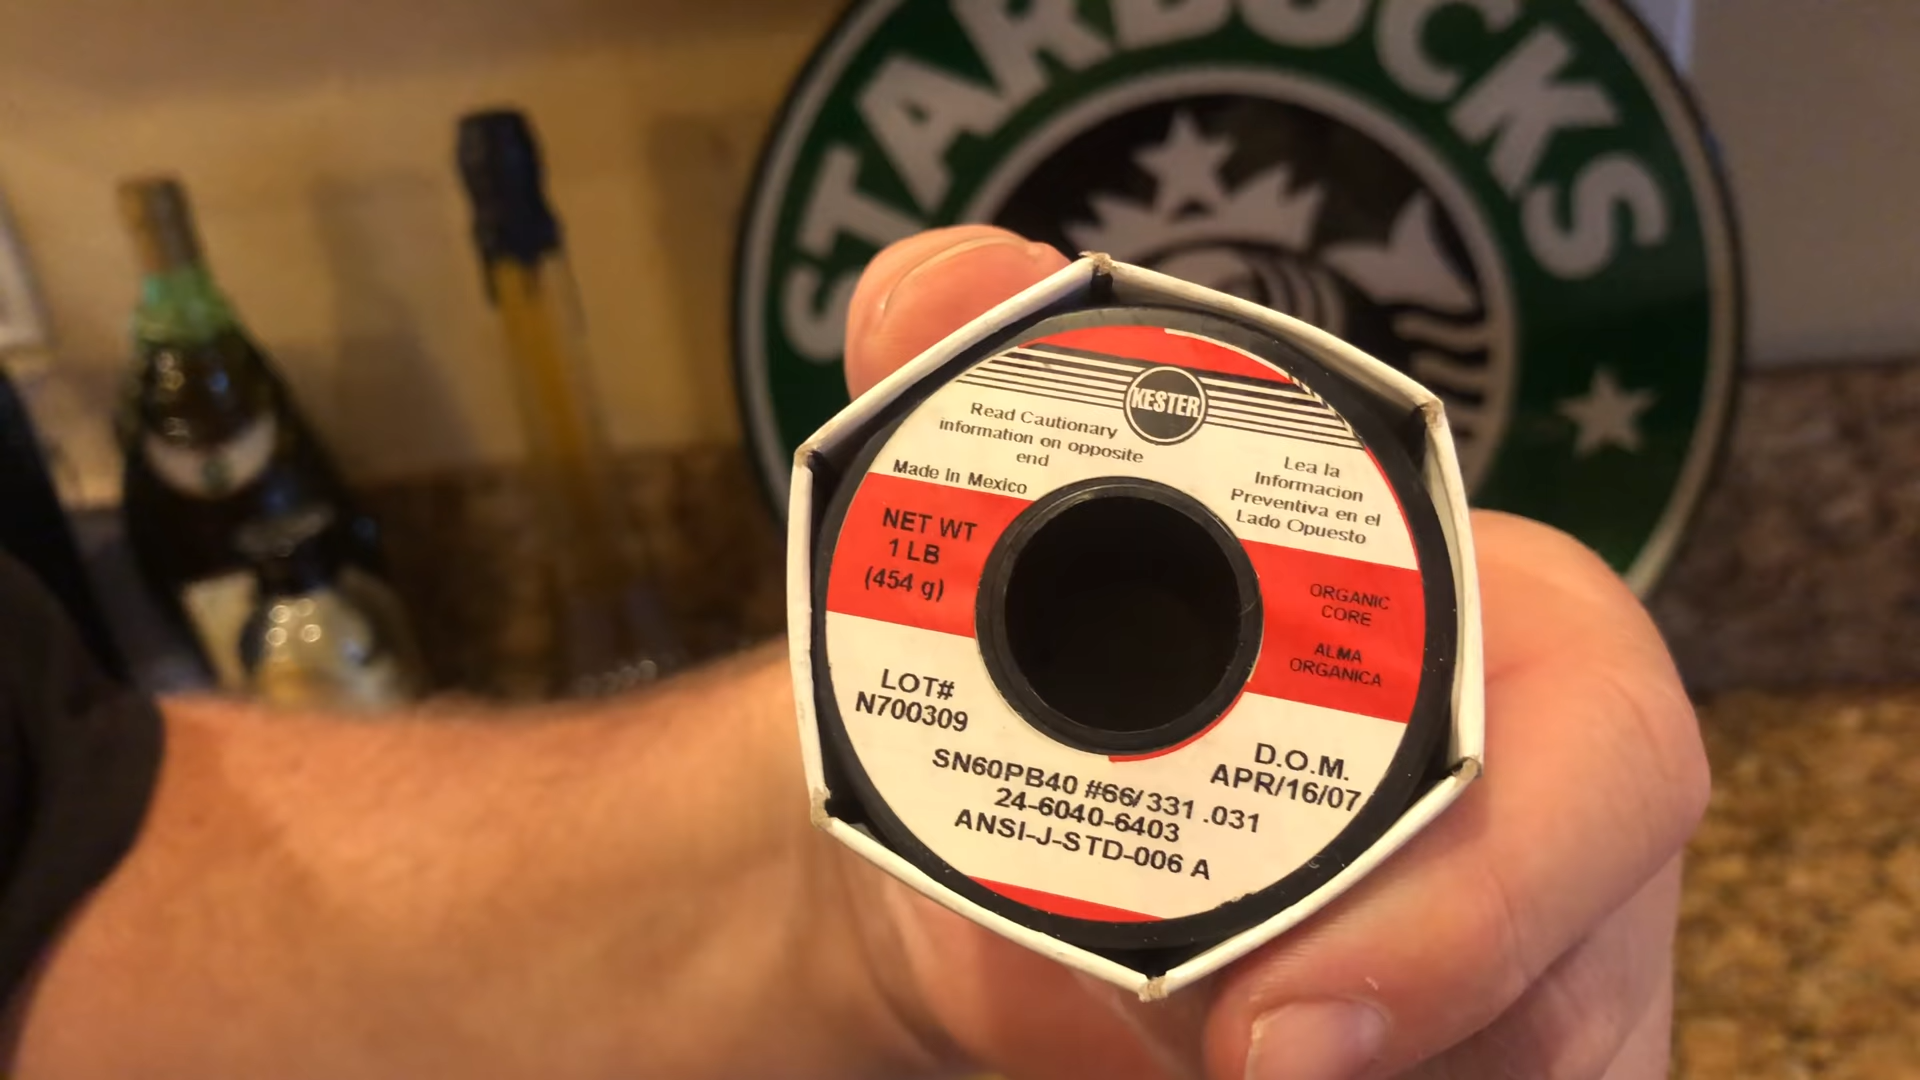 STARBUCKS
KESTER
Read Cautionary
information on opposite
end
Made In Mexico
Lea la
Informacion
Preventiva en el
Lado Opuesto
NET WT
1 LB
(454 g)
ORGANIC
CORE
ALMA
ORGANICA
LOT#
N700309
D.O.M.
APR/16/07
SN60PB40 #66/331 .031
24-6040-6403
ANSI-J-STD-006 A